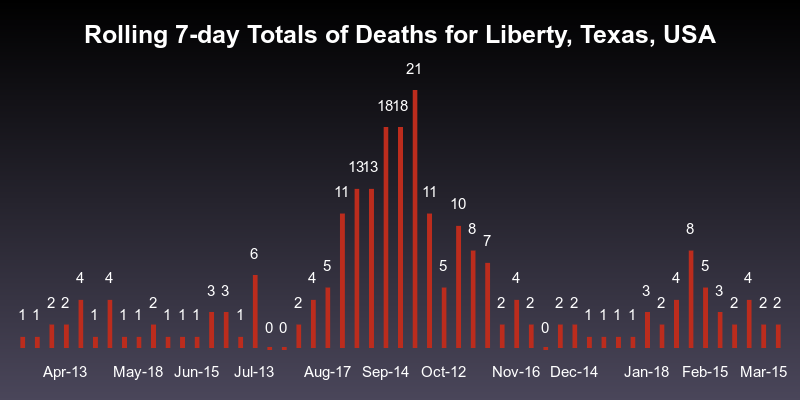 Rolling 7-day Totals of Deaths for Liberty, Texas, USA
1 1 2 2 4 1 4 1 1 2 1 1 1 3 3 1 6 0 0 2 4 5 11 13 13 18 18 21 11 5 10 8 7 2 4 2 0 2 2 1 1 1 1 3 2 4 8 5 3 2 4 2 2
Apr-13 May-18 Jun-15 Jul-13 Aug-17 Sep-14 Oct-12 Nov-16 Dec-14 Jan-18 Feb-15 Mar-15